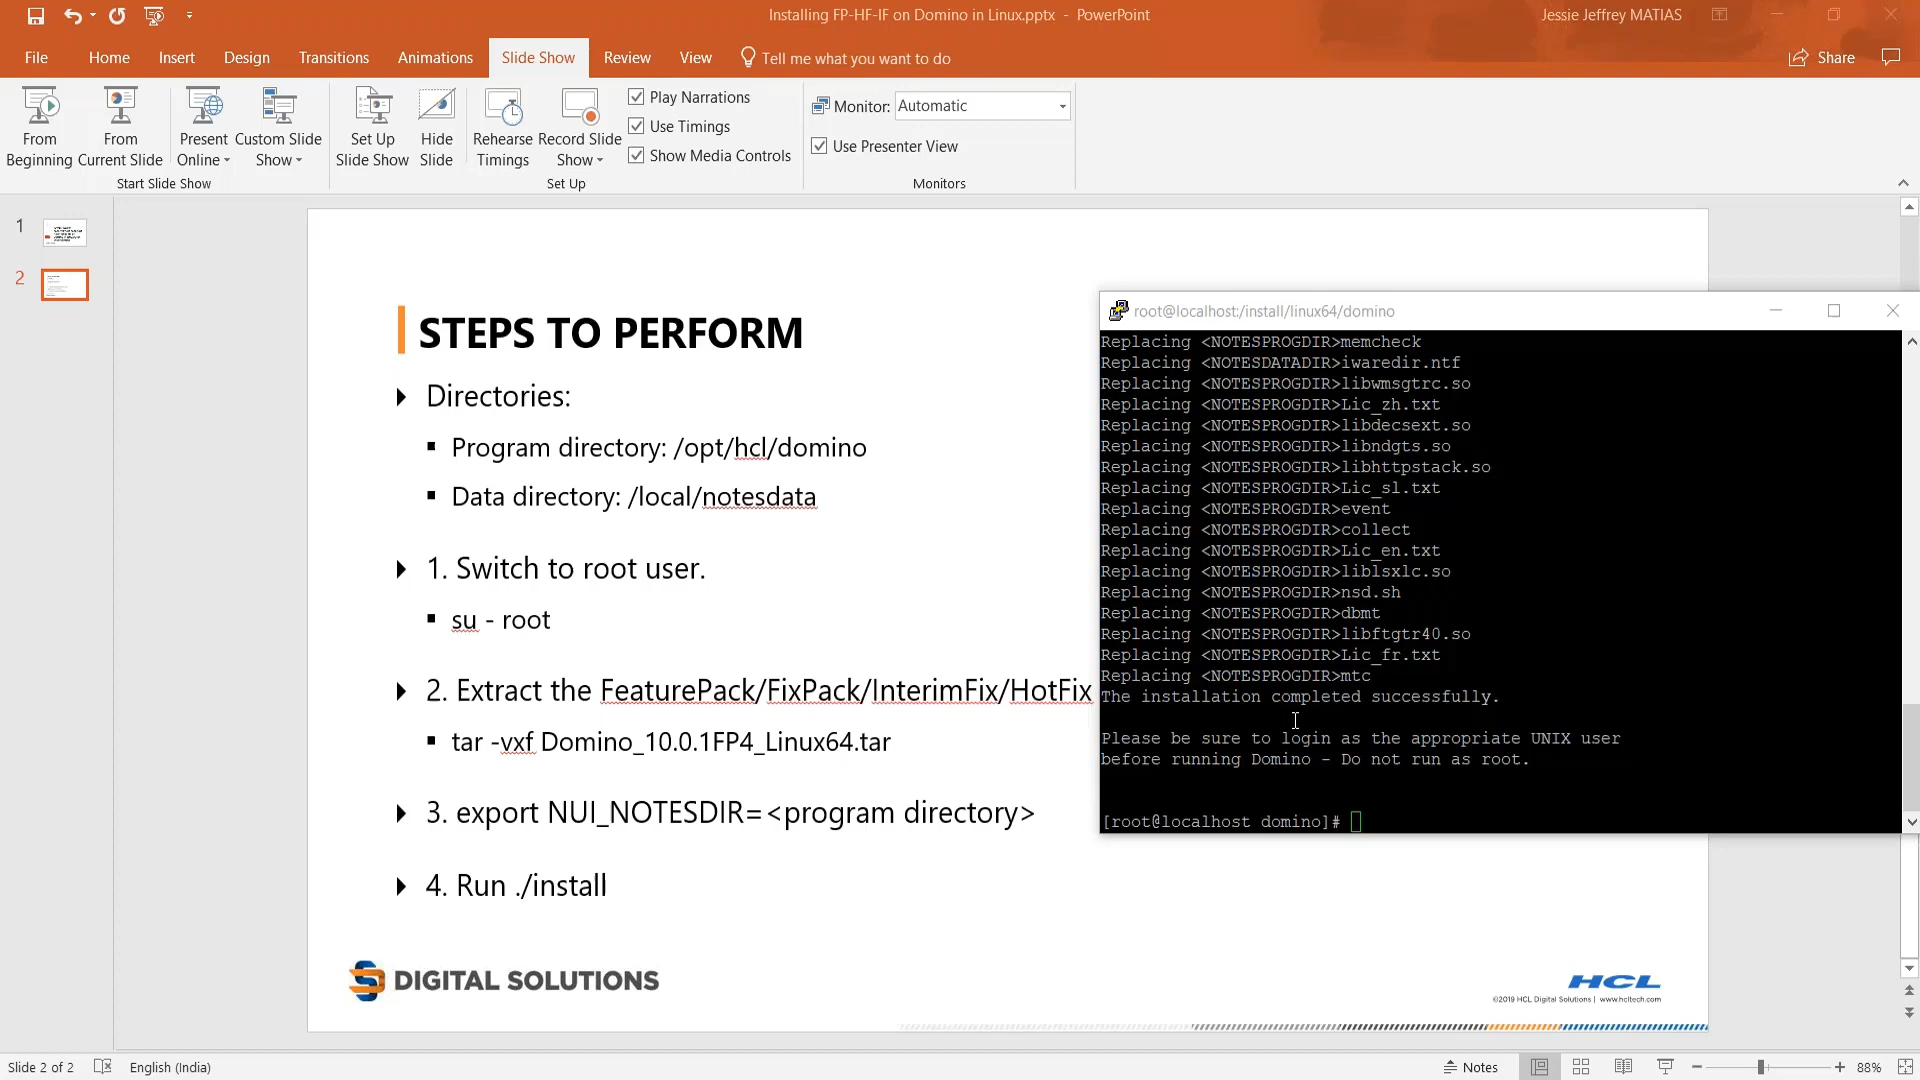 Installing FP-HF-IF on Domino in Linux.pptx - PowerPoint
Jessie Jeffrey MATIAS
File
Home
Insert
Design
Transitions
Animations
Slide Show
Review
View
Tell me what you want to do
Share
From Beginning
From Current Slide
Present Online
Custom Slide Show
Set Up Slide Show
Hide Slide
Rehearse Timings
Record Slide Show
Play Narrations
Use Timings
Show Media Controls
Monitor: Automatic
Use Presenter View
Start Slide Show
Set Up
Monitors
1
2
STEPS TO PERFORM
Directories:
Program directory: /opt/hcl/domino
Data directory: /local/notesdata
1. Switch to root user.
su - root
2. Extract the FeaturePack/FixPack/InterimFix/HotFix
tar -vxf Domino_10.0.1FP4_Linux64.tar
3. export NUI_NOTESDIR=<program directory>
4. Run ./install
DIGITAL SOLUTIONS
HCL
©2019 HCL Digital Solutions | www.hcltech.com
root@localhost:/install/linux64/domino
Replacing <NOTESPROGDIR>memcheck
Replacing <NOTESDATADIR>iwaredir.ntf
Replacing <NOTESPROGDIR>libwmsgtrc.so
Replacing <NOTESPROGDIR>Lic_zh.txt
Replacing <NOTESPROGDIR>libdecsext.so
Replacing <NOTESPROGDIR>libndgts.so
Replacing <NOTESPROGDIR>libhttpstack.so
Replacing <NOTESPROGDIR>Lic_sl.txt
Replacing <NOTESPROGDIR>event
Replacing <NOTESPROGDIR>collect
Replacing <NOTESPROGDIR>Lic_en.txt
Replacing <NOTESPROGDIR>liblsxlc.so
Replacing <NOTESPROGDIR>nsd.sh
Replacing <NOTESPROGDIR>dbmt
Replacing <NOTESPROGDIR>libftgtr40.so
Replacing <NOTESPROGDIR>Lic_fr.txt
Replacing <NOTESPROGDIR>mtc
The installation completed successfully.
Please be sure to login as the appropriate UNIX user
before running Domino - Do not run as root.
[root@localhost domino]#
Slide 2 of 2
English (India)
Notes
88%